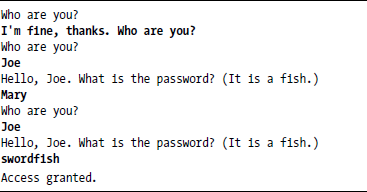 Who are you?
I'm fine, thanks. Who are you?
Who are you?
Joe
Hello, Joe. What is the password? (It is a fish.)
Mary
Who are you?
Joe
Hello, Joe. What is the password? (It is a fish.)
swordfish
Access granted.